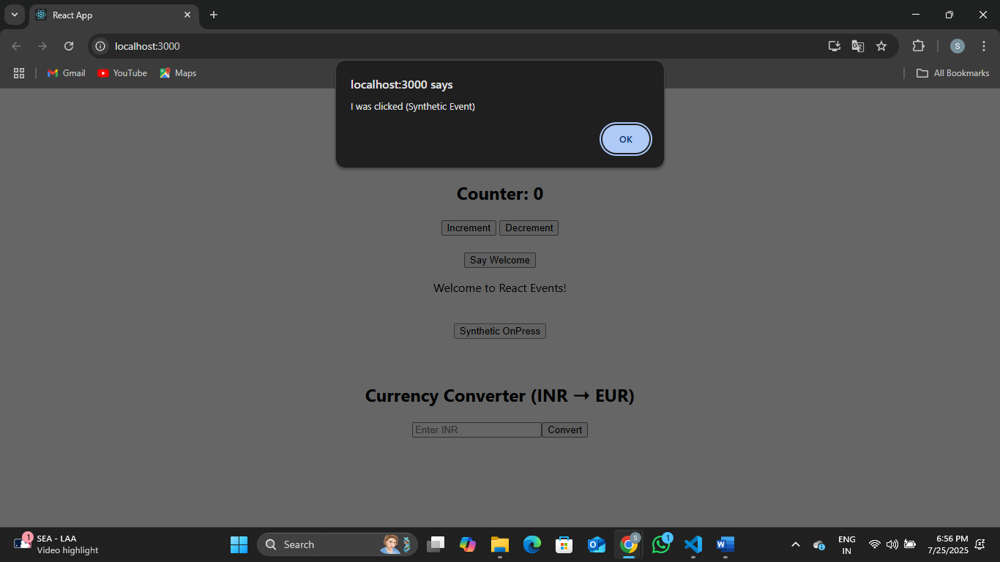 React App
localhost:3000
S
Gmail
YouTube
Maps
All Bookmarks
localhost:3000 says
I was clicked (Synthetic Event)
OK
Counter: 0
Increment
Decrement
Say Welcome
Welcome to React Events!
Synthetic OnPress
Currency Converter (INR → EUR)
Enter INR
Convert
1
SEA - LAA
Video highlight
Search
S
1
ENG
IN
6:56 PM
7/25/2025